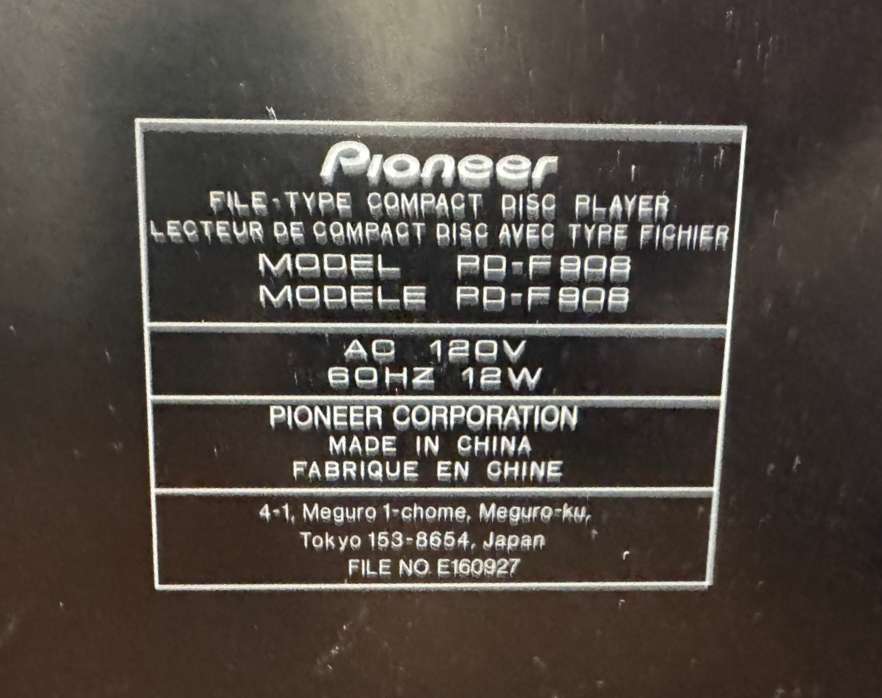 Pioneer
FILE-TYPE COMPACT DISC PLAYER
LECTEUR DE COMPACT DISC AVEC TYPE FICHIER
MODEL PD-F908
MODELE PD-F908
AC 120V
60HZ 12W
PIONEER CORPORATION
MADE IN CHINA
FABRIQUE EN CHINE
4-1, Meguro 1-chome, Meguro-ku,
Tokyo 153-8654, Japan
FILE NO. E160927